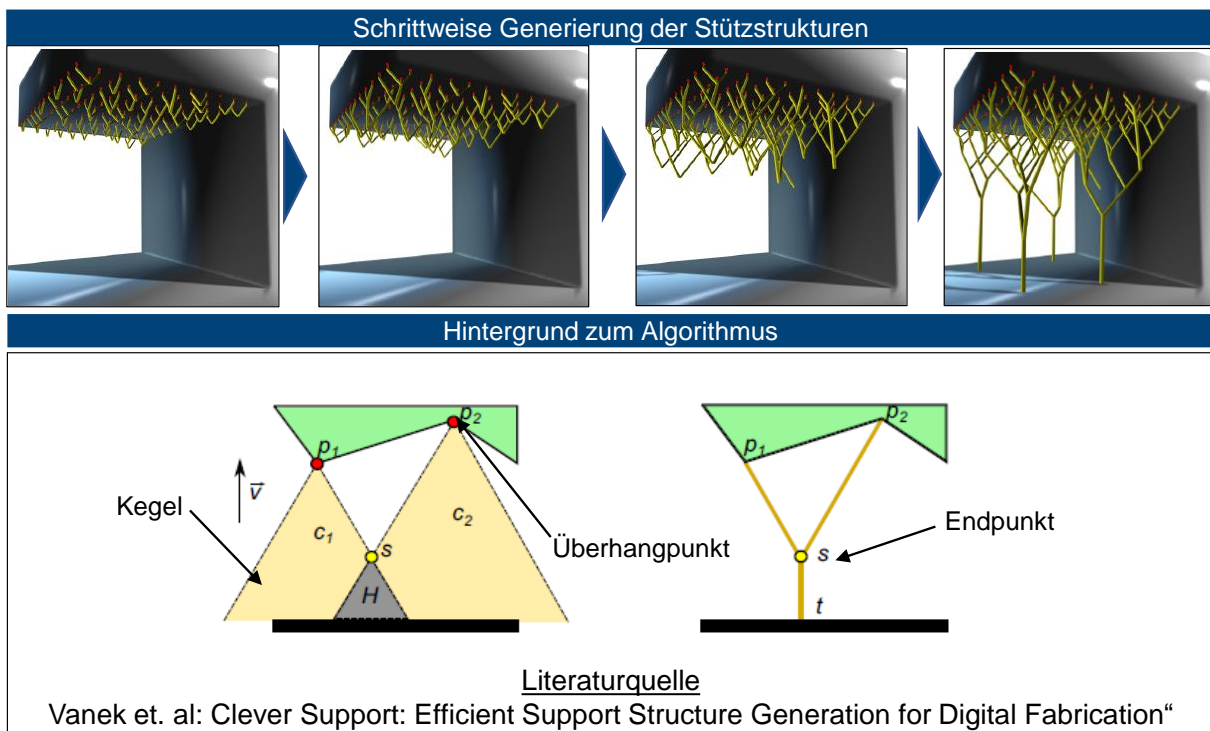 Schrittweise Generierung der Stützstrukturen
Hintergrund zum Algorithmus
p2
p1
v
Kegel
c1
c2
s
Überhangpunkt
H
p2
p1
Endpunkt
s
t
Literaturquelle
Vanek et. al: Clever Support: Efficient Support Structure Generation for Digital Fabrication“